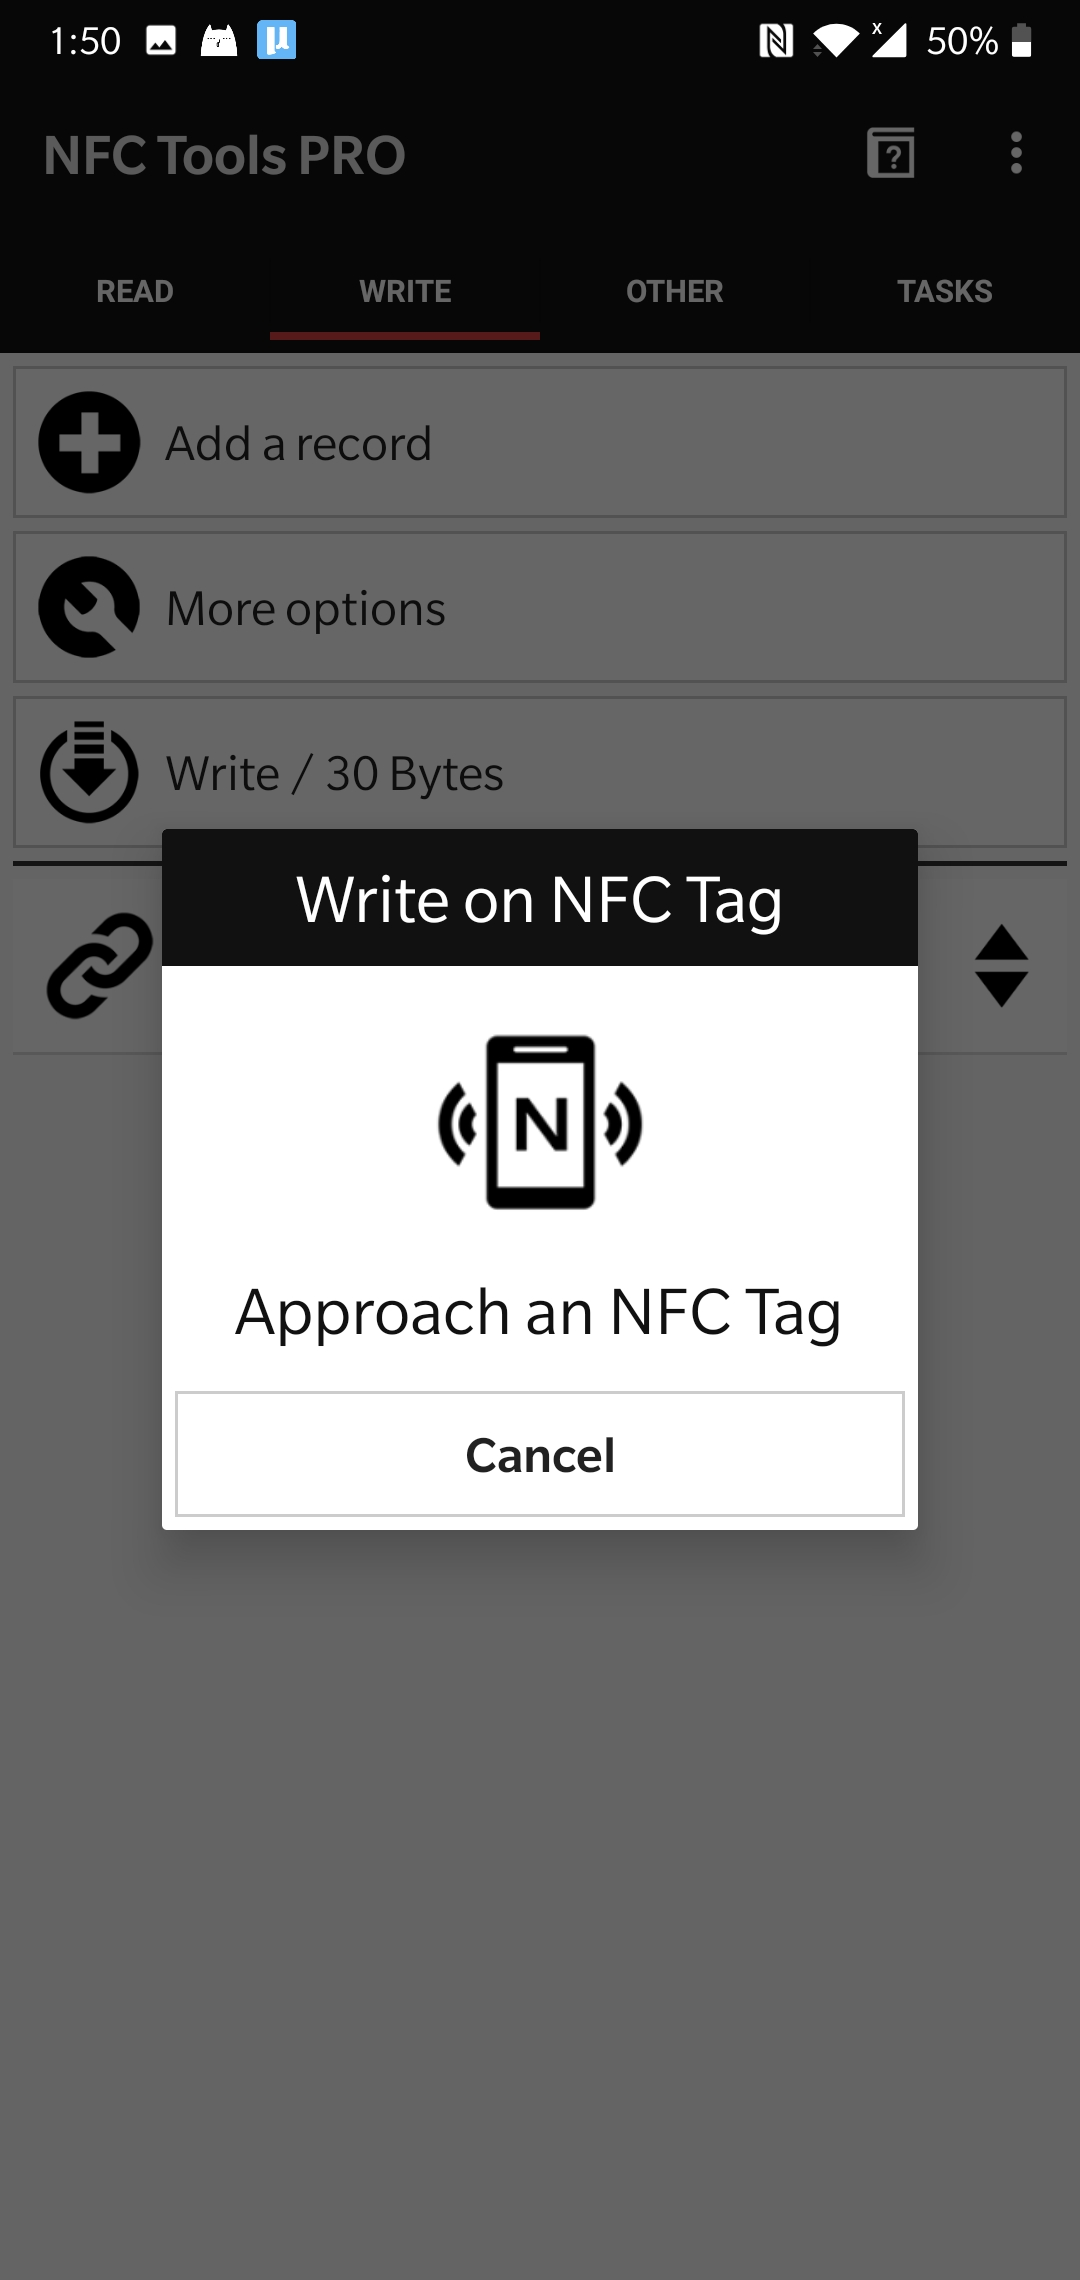 1:50 µ N x 50%
NFC Tools PRO ?
READ WRITE OTHER TASKS
Add a record
More options
Write / 30 Bytes
Write on NFC Tag
N
Approach an NFC Tag
Cancel